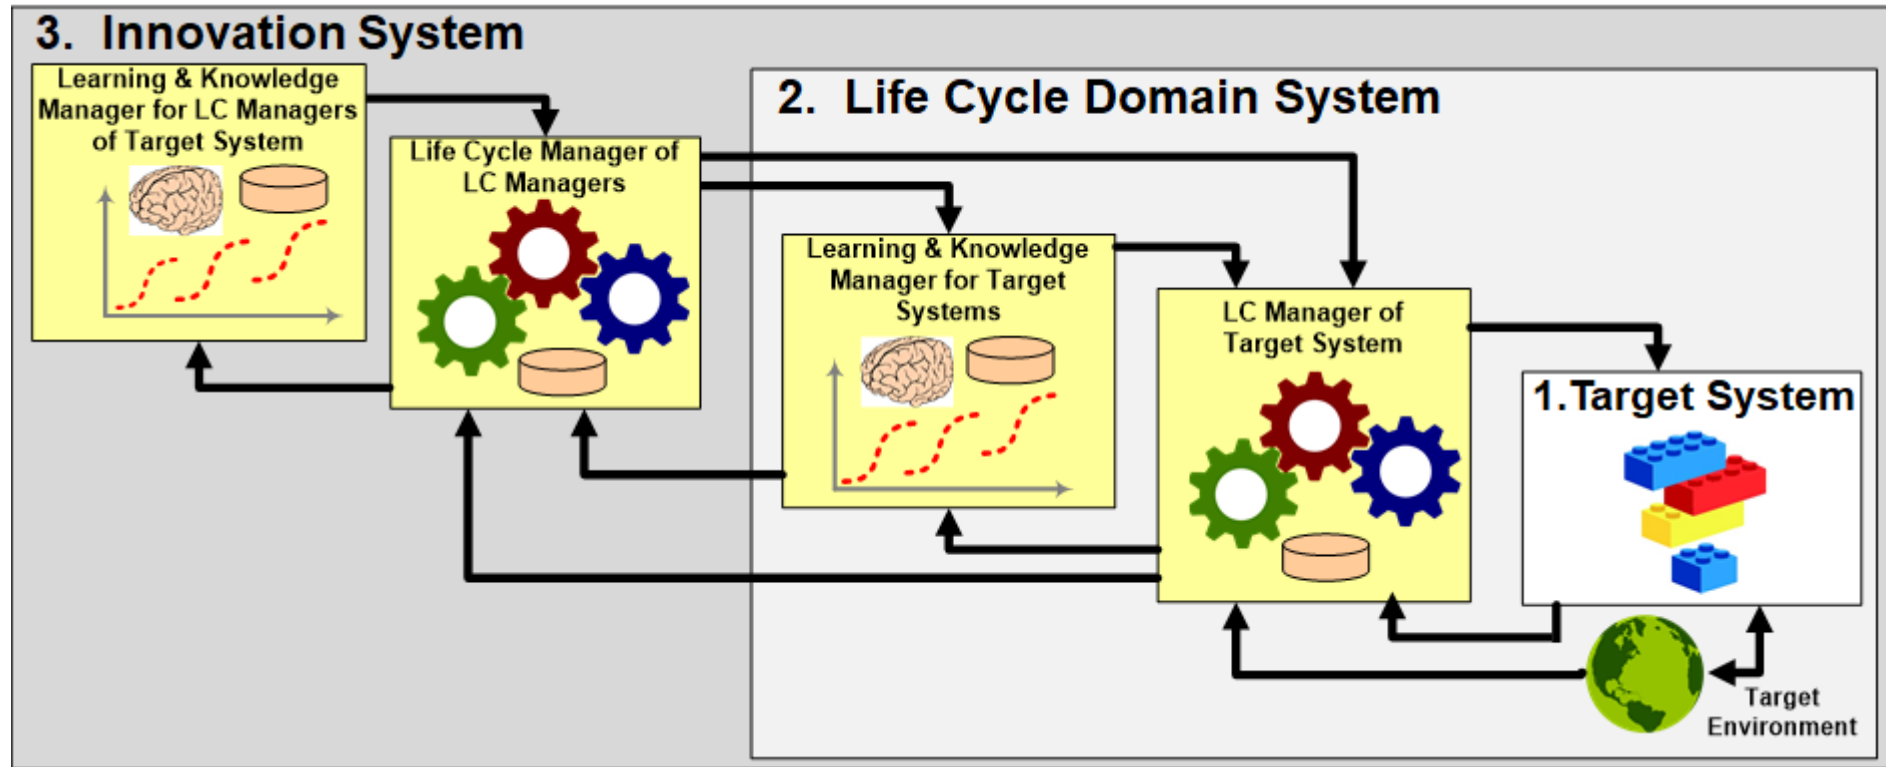 3. Innovation System
Learning & Knowledge
Manager for LC Managers
of Target System
Life Cycle Manager of
LC Managers
2. Life Cycle Domain System
Learning & Knowledge
Manager for Target
Systems
LC Manager of
Target System
1.Target System
Target
Environment